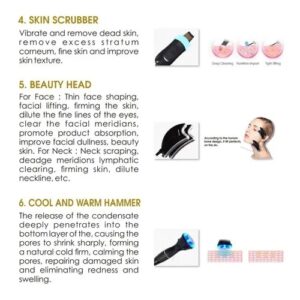 4. SKIN SCRUBBER
Vibrate and remove dead skin,
remove excess stratum
corneum, fine skin and improve
skin texture.
Deep Cleaning
Tight lifting
5. BEAUTY HEAD
For Face : Thin face shaping,
facial lifting, firming the skin,
dilute the fine lines of the eyes,
clear the facial meridians,
promote product absorption,
improve facial dullness, beauty
skin. For Neck : Neck scraping,
deadge meridens lymphatic
clearing, firming skin, dilute
neckline, etc.
According to the human
bone design, it fit perfectly
on the skin.
6. COOL AND WARM HAMMER
The release of the condensate
deeply penetrates into the
bottom layer of the, causing the
pores to shrink sharply, forming
a natural cold firm, calming the
pores, repairing damaged skin
and eliminating redness and
swelling.